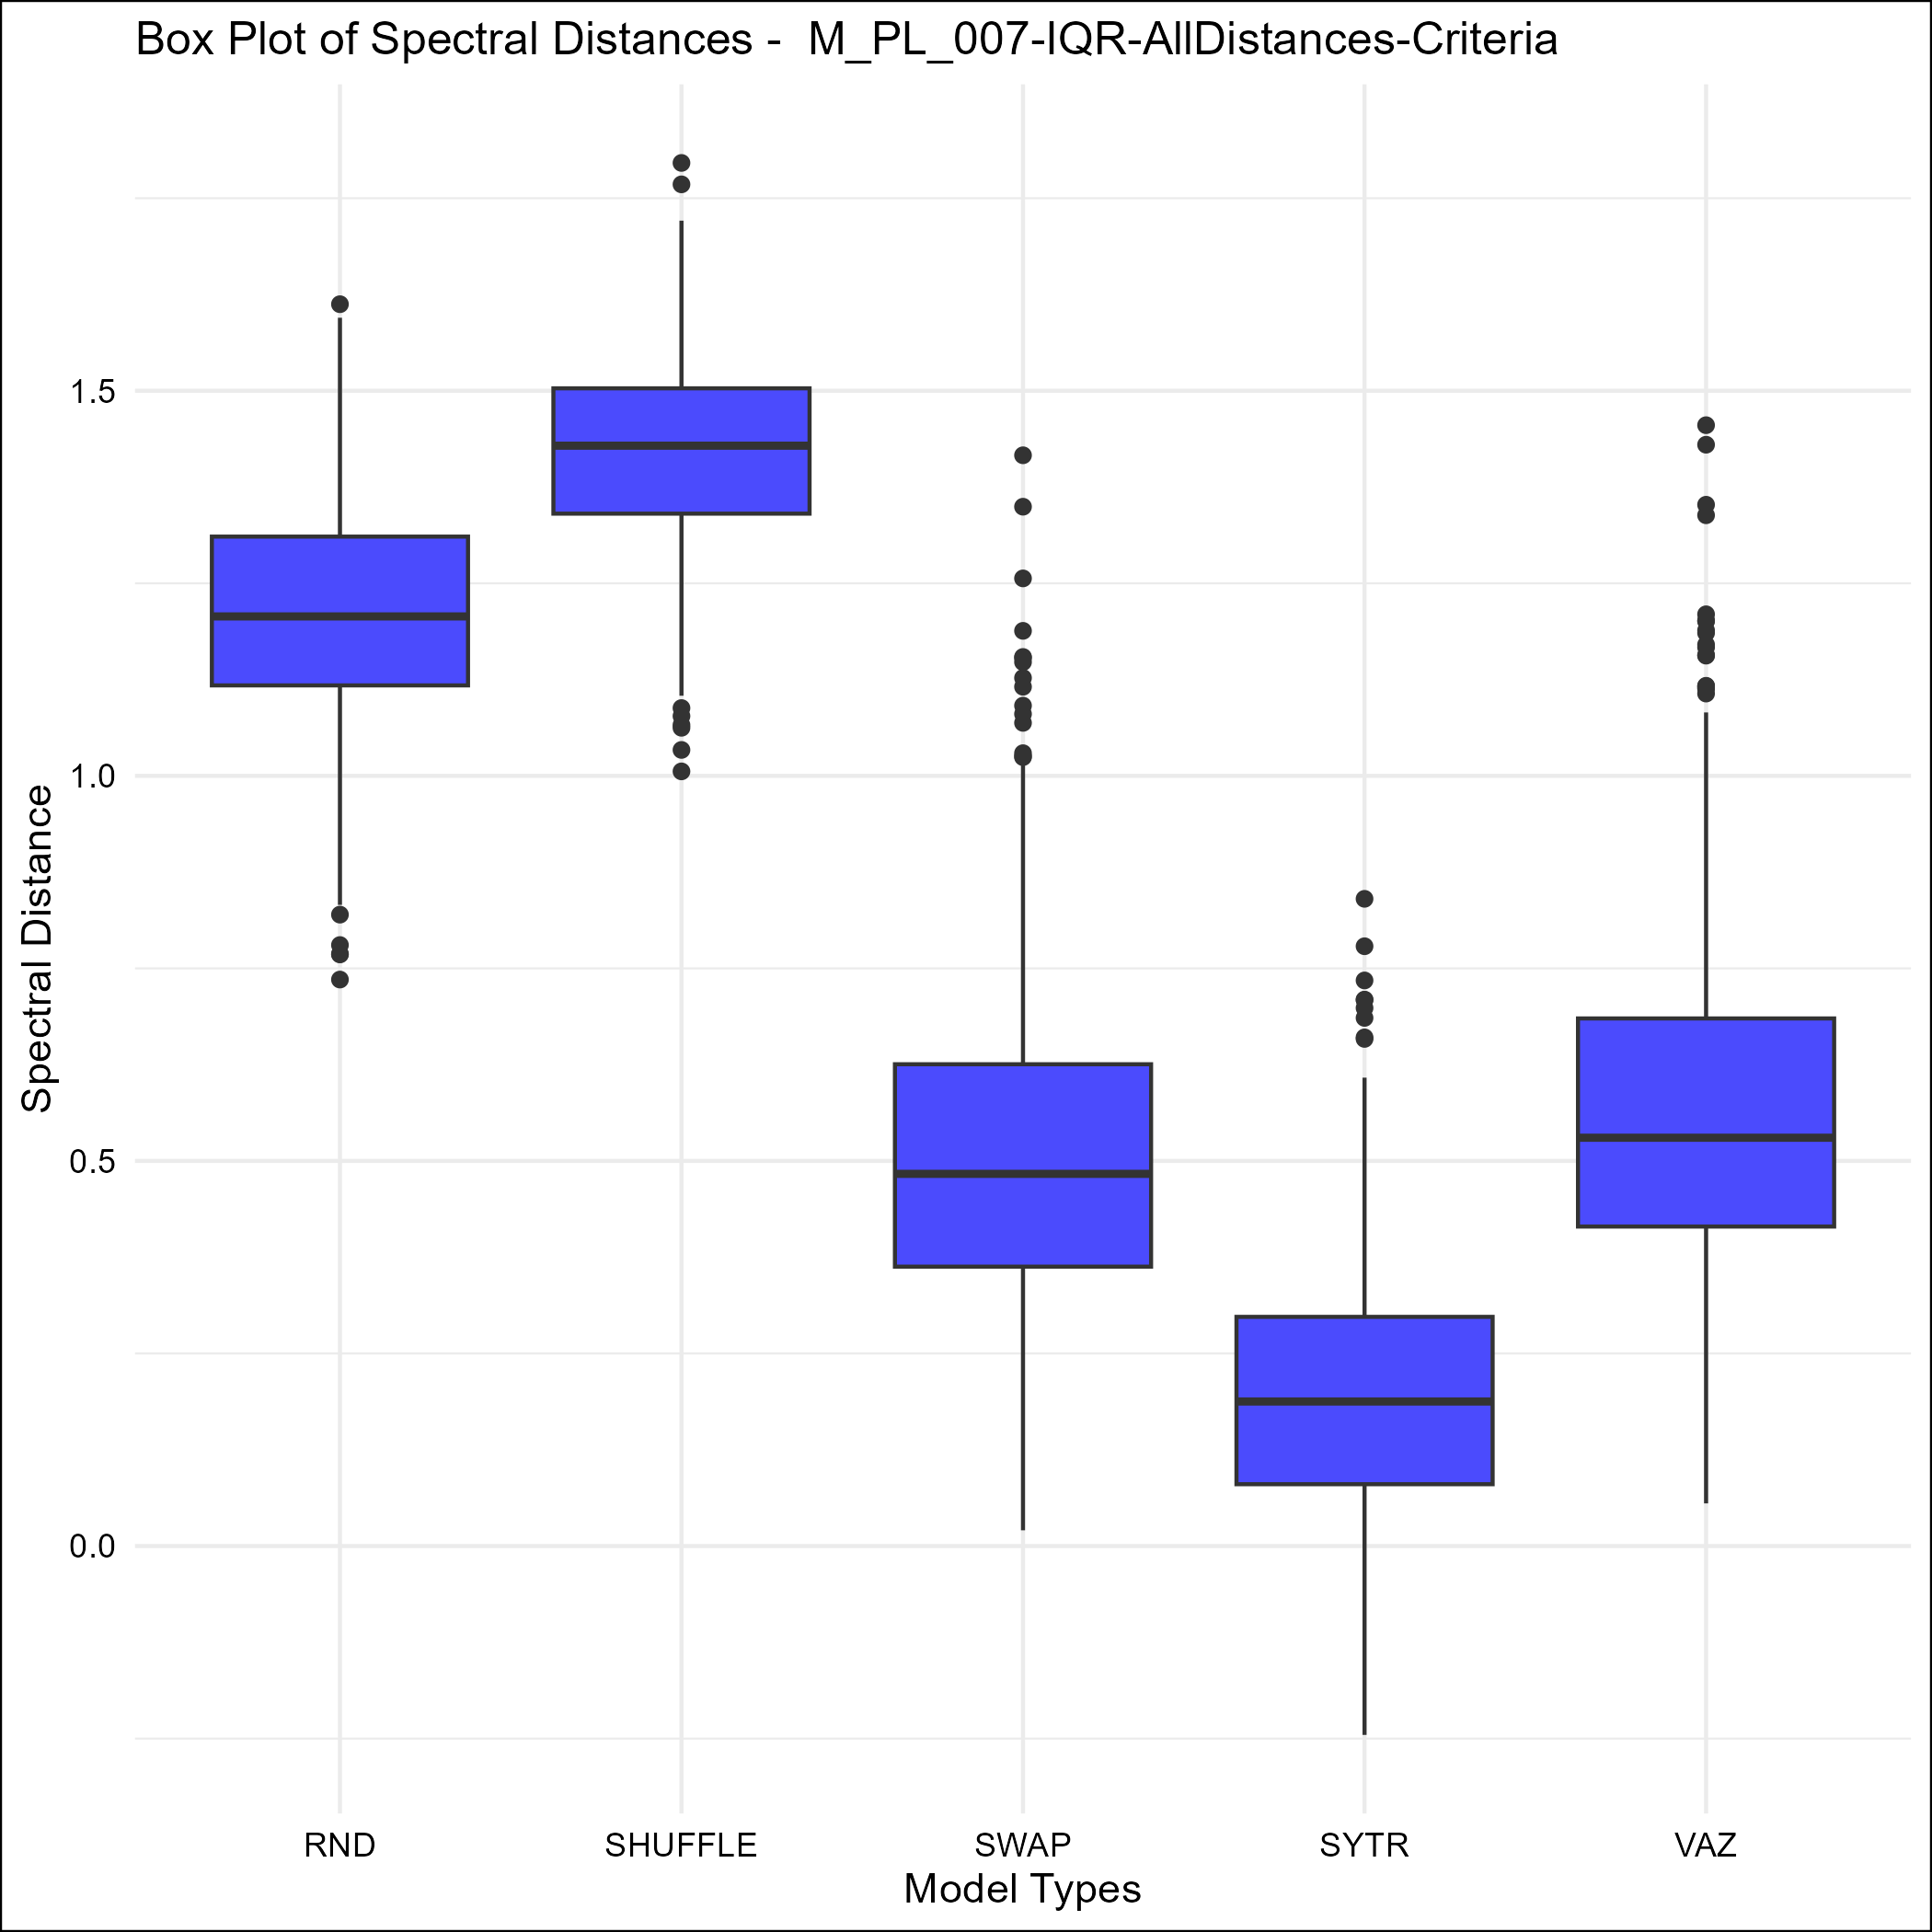 Box Plot of Spectral Distances -  M_PL_007-IQR-AllDistances-Criteria
Spectral Distance
1.5
1.0
0.5
0.0
RND SHUFFLE SWAP SYTR VAZ
Model Types